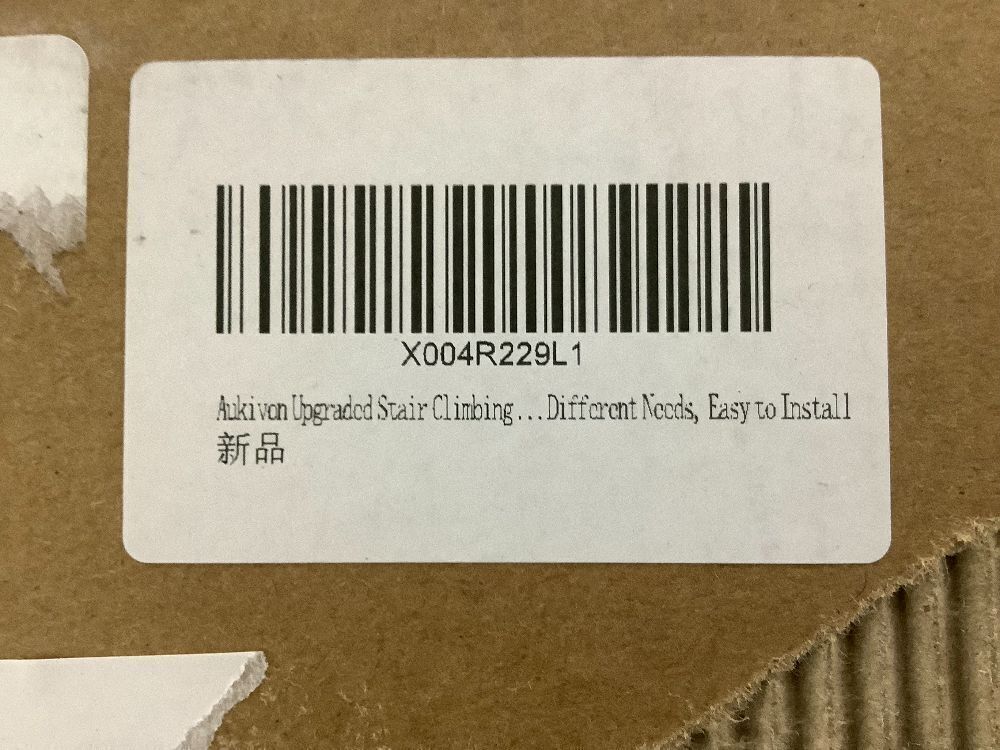 X004R229L1
Aukivon Upgraded Stair Climbing...Different Needs, Easy to Install
新品